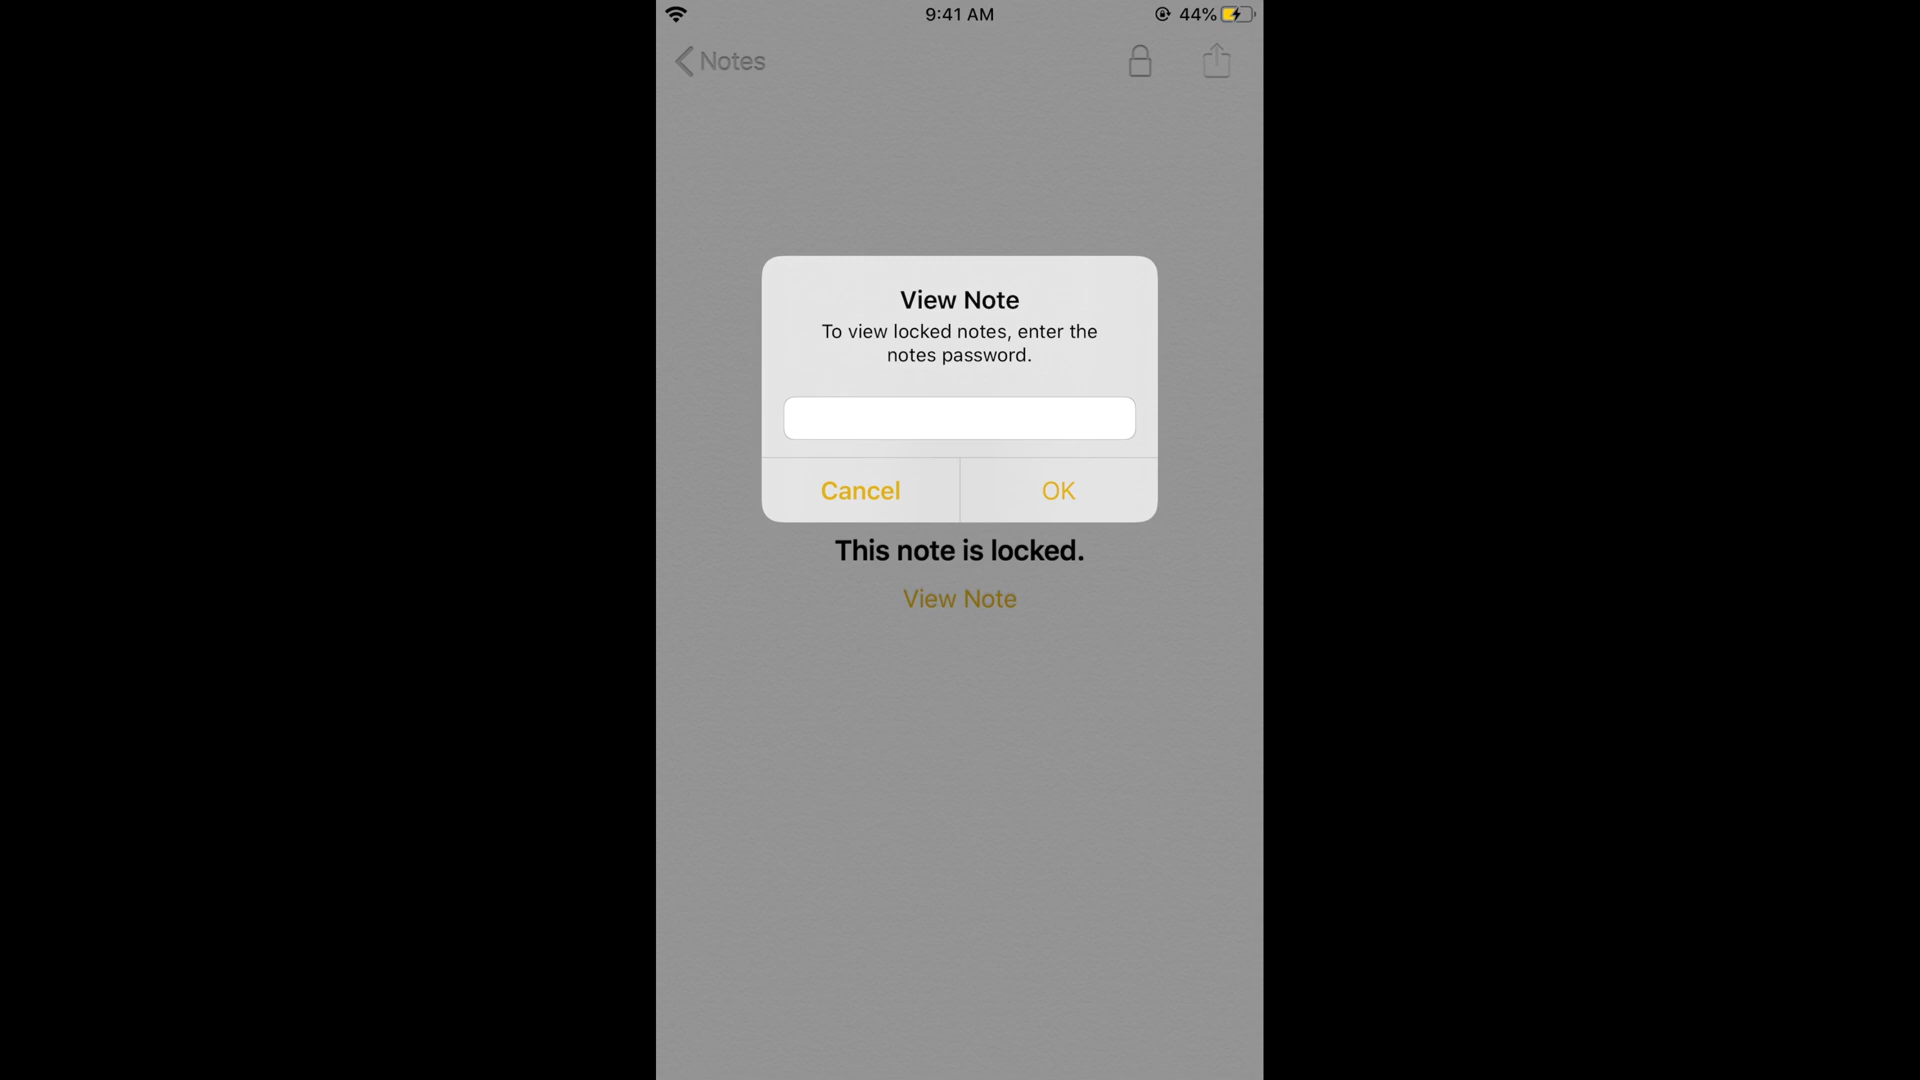 9:41 AM
44%
Notes
View Note
To view locked notes, enter the
notes password.
Cancel
OK
This note is locked.
View Note